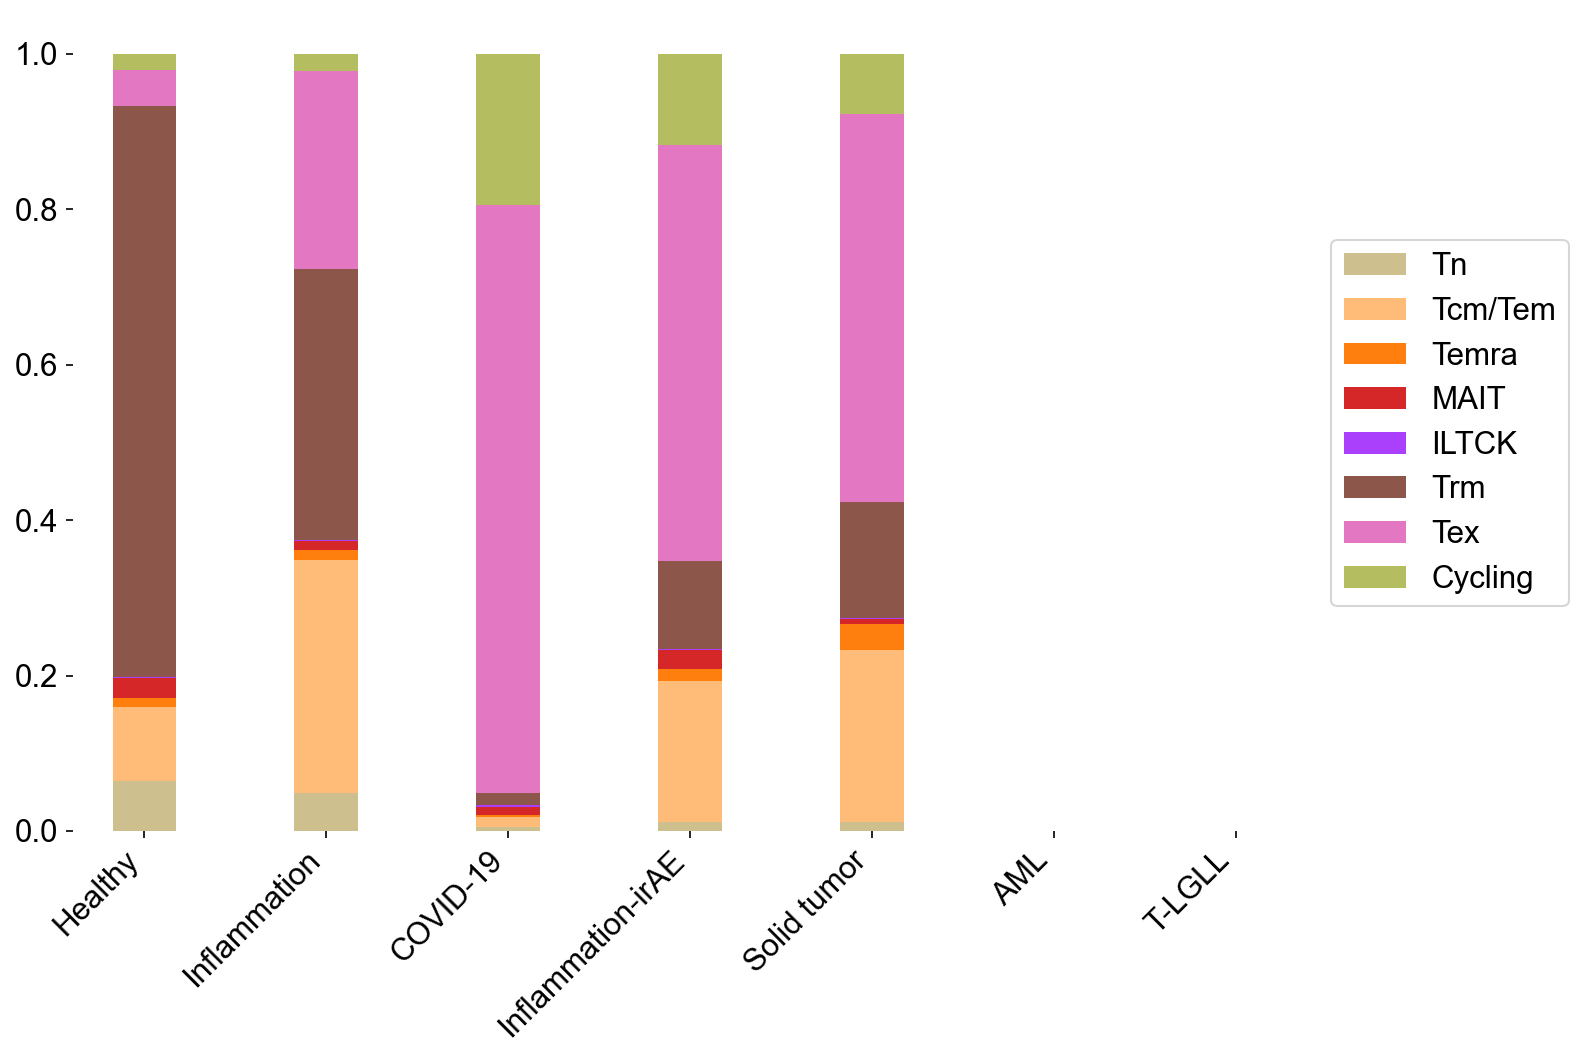 1.0
0.8
0.6
0.4
0.2
0.0
Healthy
Inflammation
COVID-19
Inflammation-irAE
Solid tumor
AML
T-LGLL
Tn
Tcm/Tem
Temra
MAIT
ILTCK
Trm
Tex
Cycling